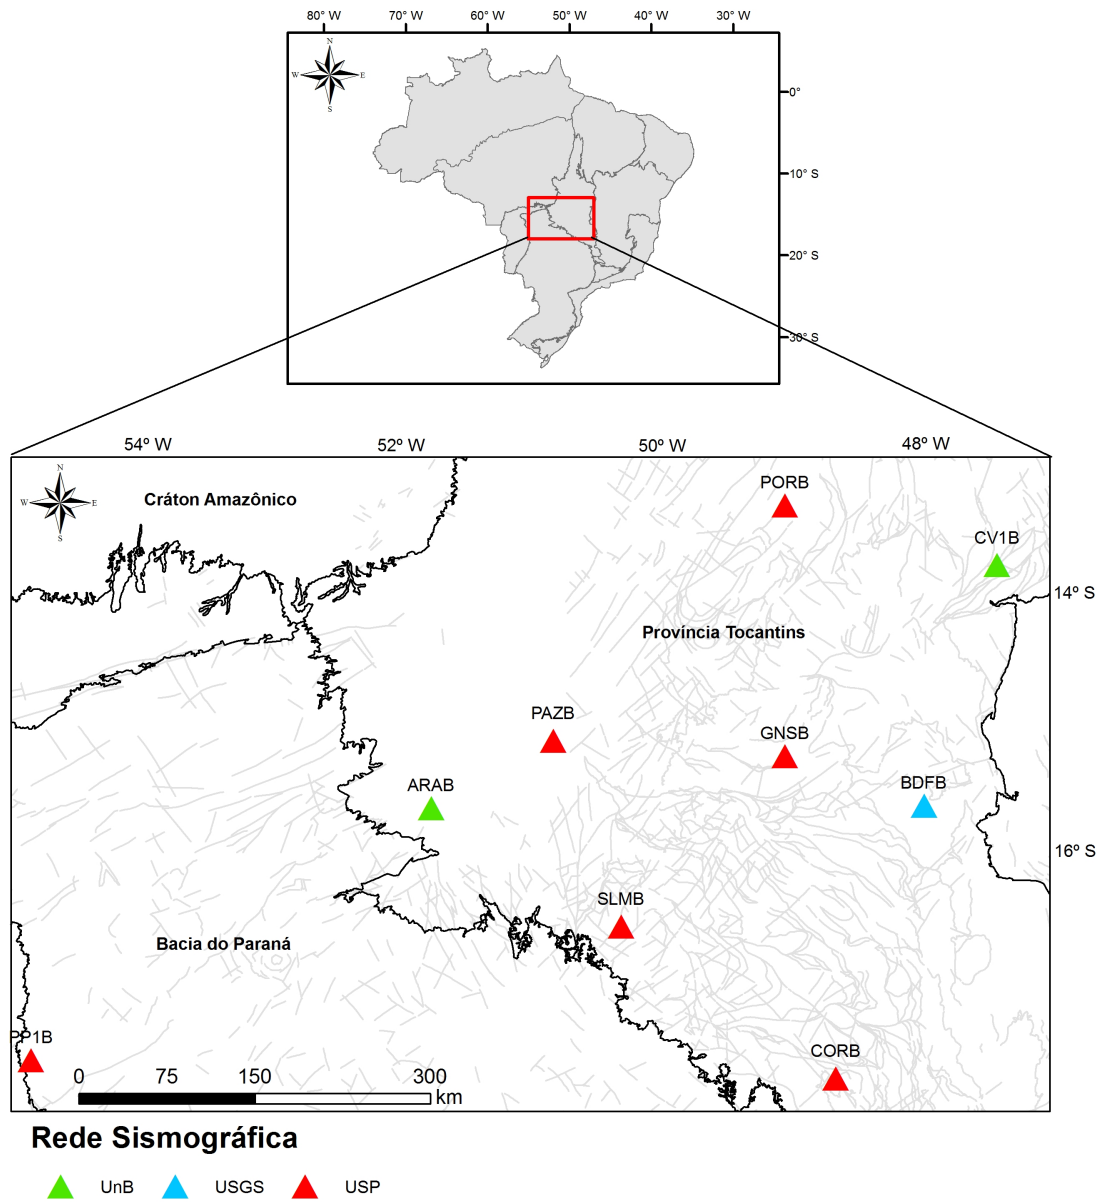 80° W 70° W 60° W 50° W 40° W 30° W
N
W E
S
0°
10° S
20° S
30° S
54º W 52º W 50º W 48º W
N
W E
S
Cráton Amazônico
PORB
CV1B
14º S
Província Tocantins
PAZB
GNSB
ARAB
BDFB
16º S
SLMB
Bacia do Paraná
PP1B
CORB
0 75 150 300
km
Rede Sismográfica
UnB USGS USP